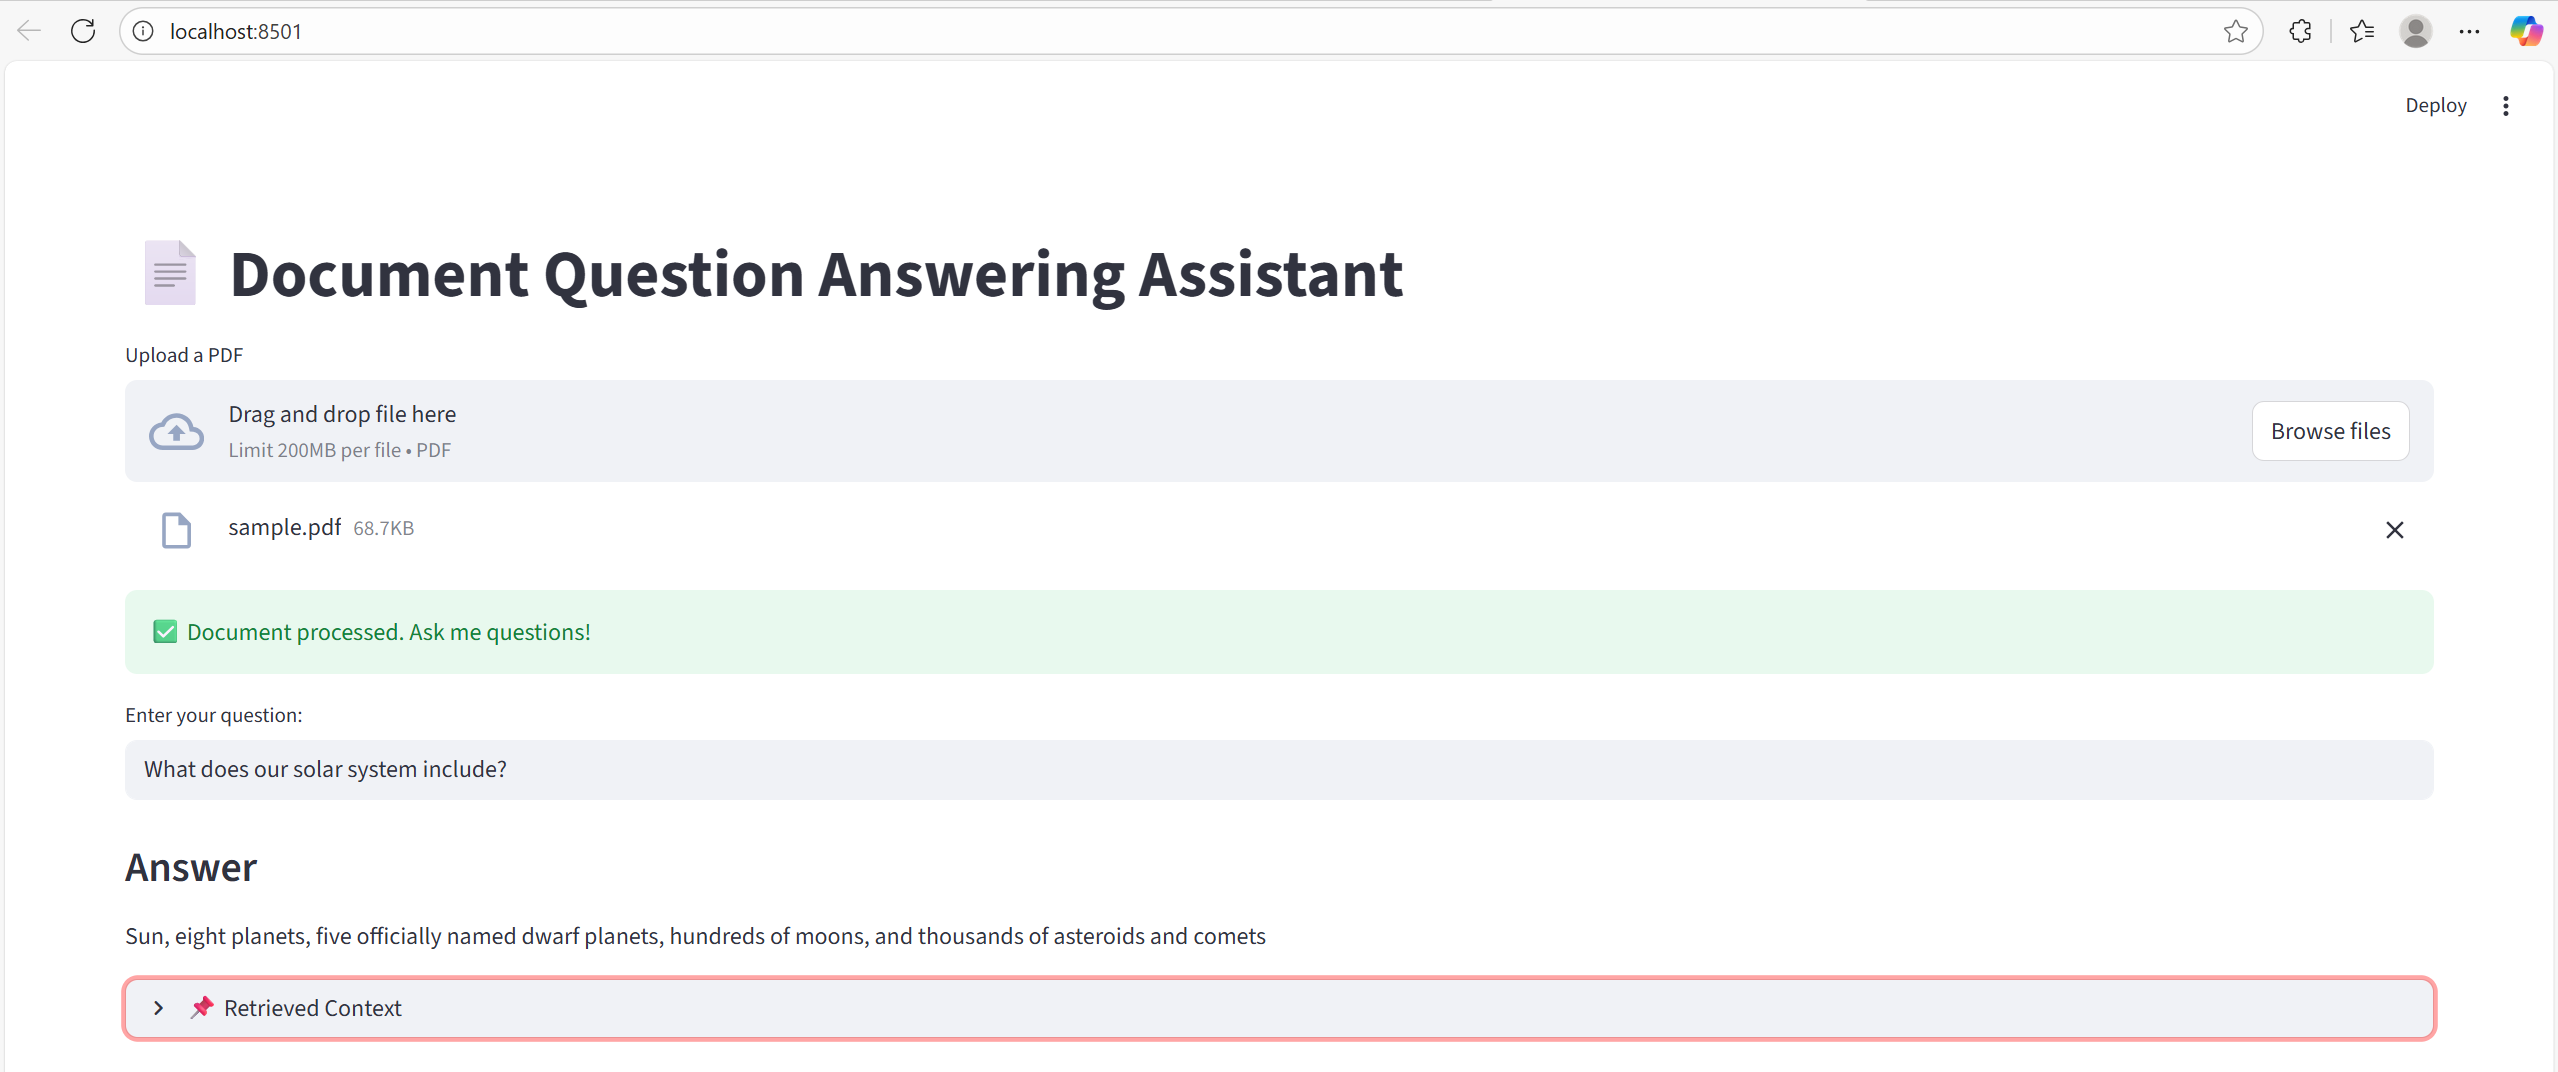 localhost:8501
Deploy
Document Question Answering Assistant
Upload a PDF
Drag and drop file here
Limit 200MB per file • PDF
Browse files
sample.pdf 68.7KB
Document processed. Ask me questions!
Enter your question:
What does our solar system include?
Answer
Sun, eight planets, five officially named dwarf planets, hundreds of moons, and thousands of asteroids and comets
Retrieved Context